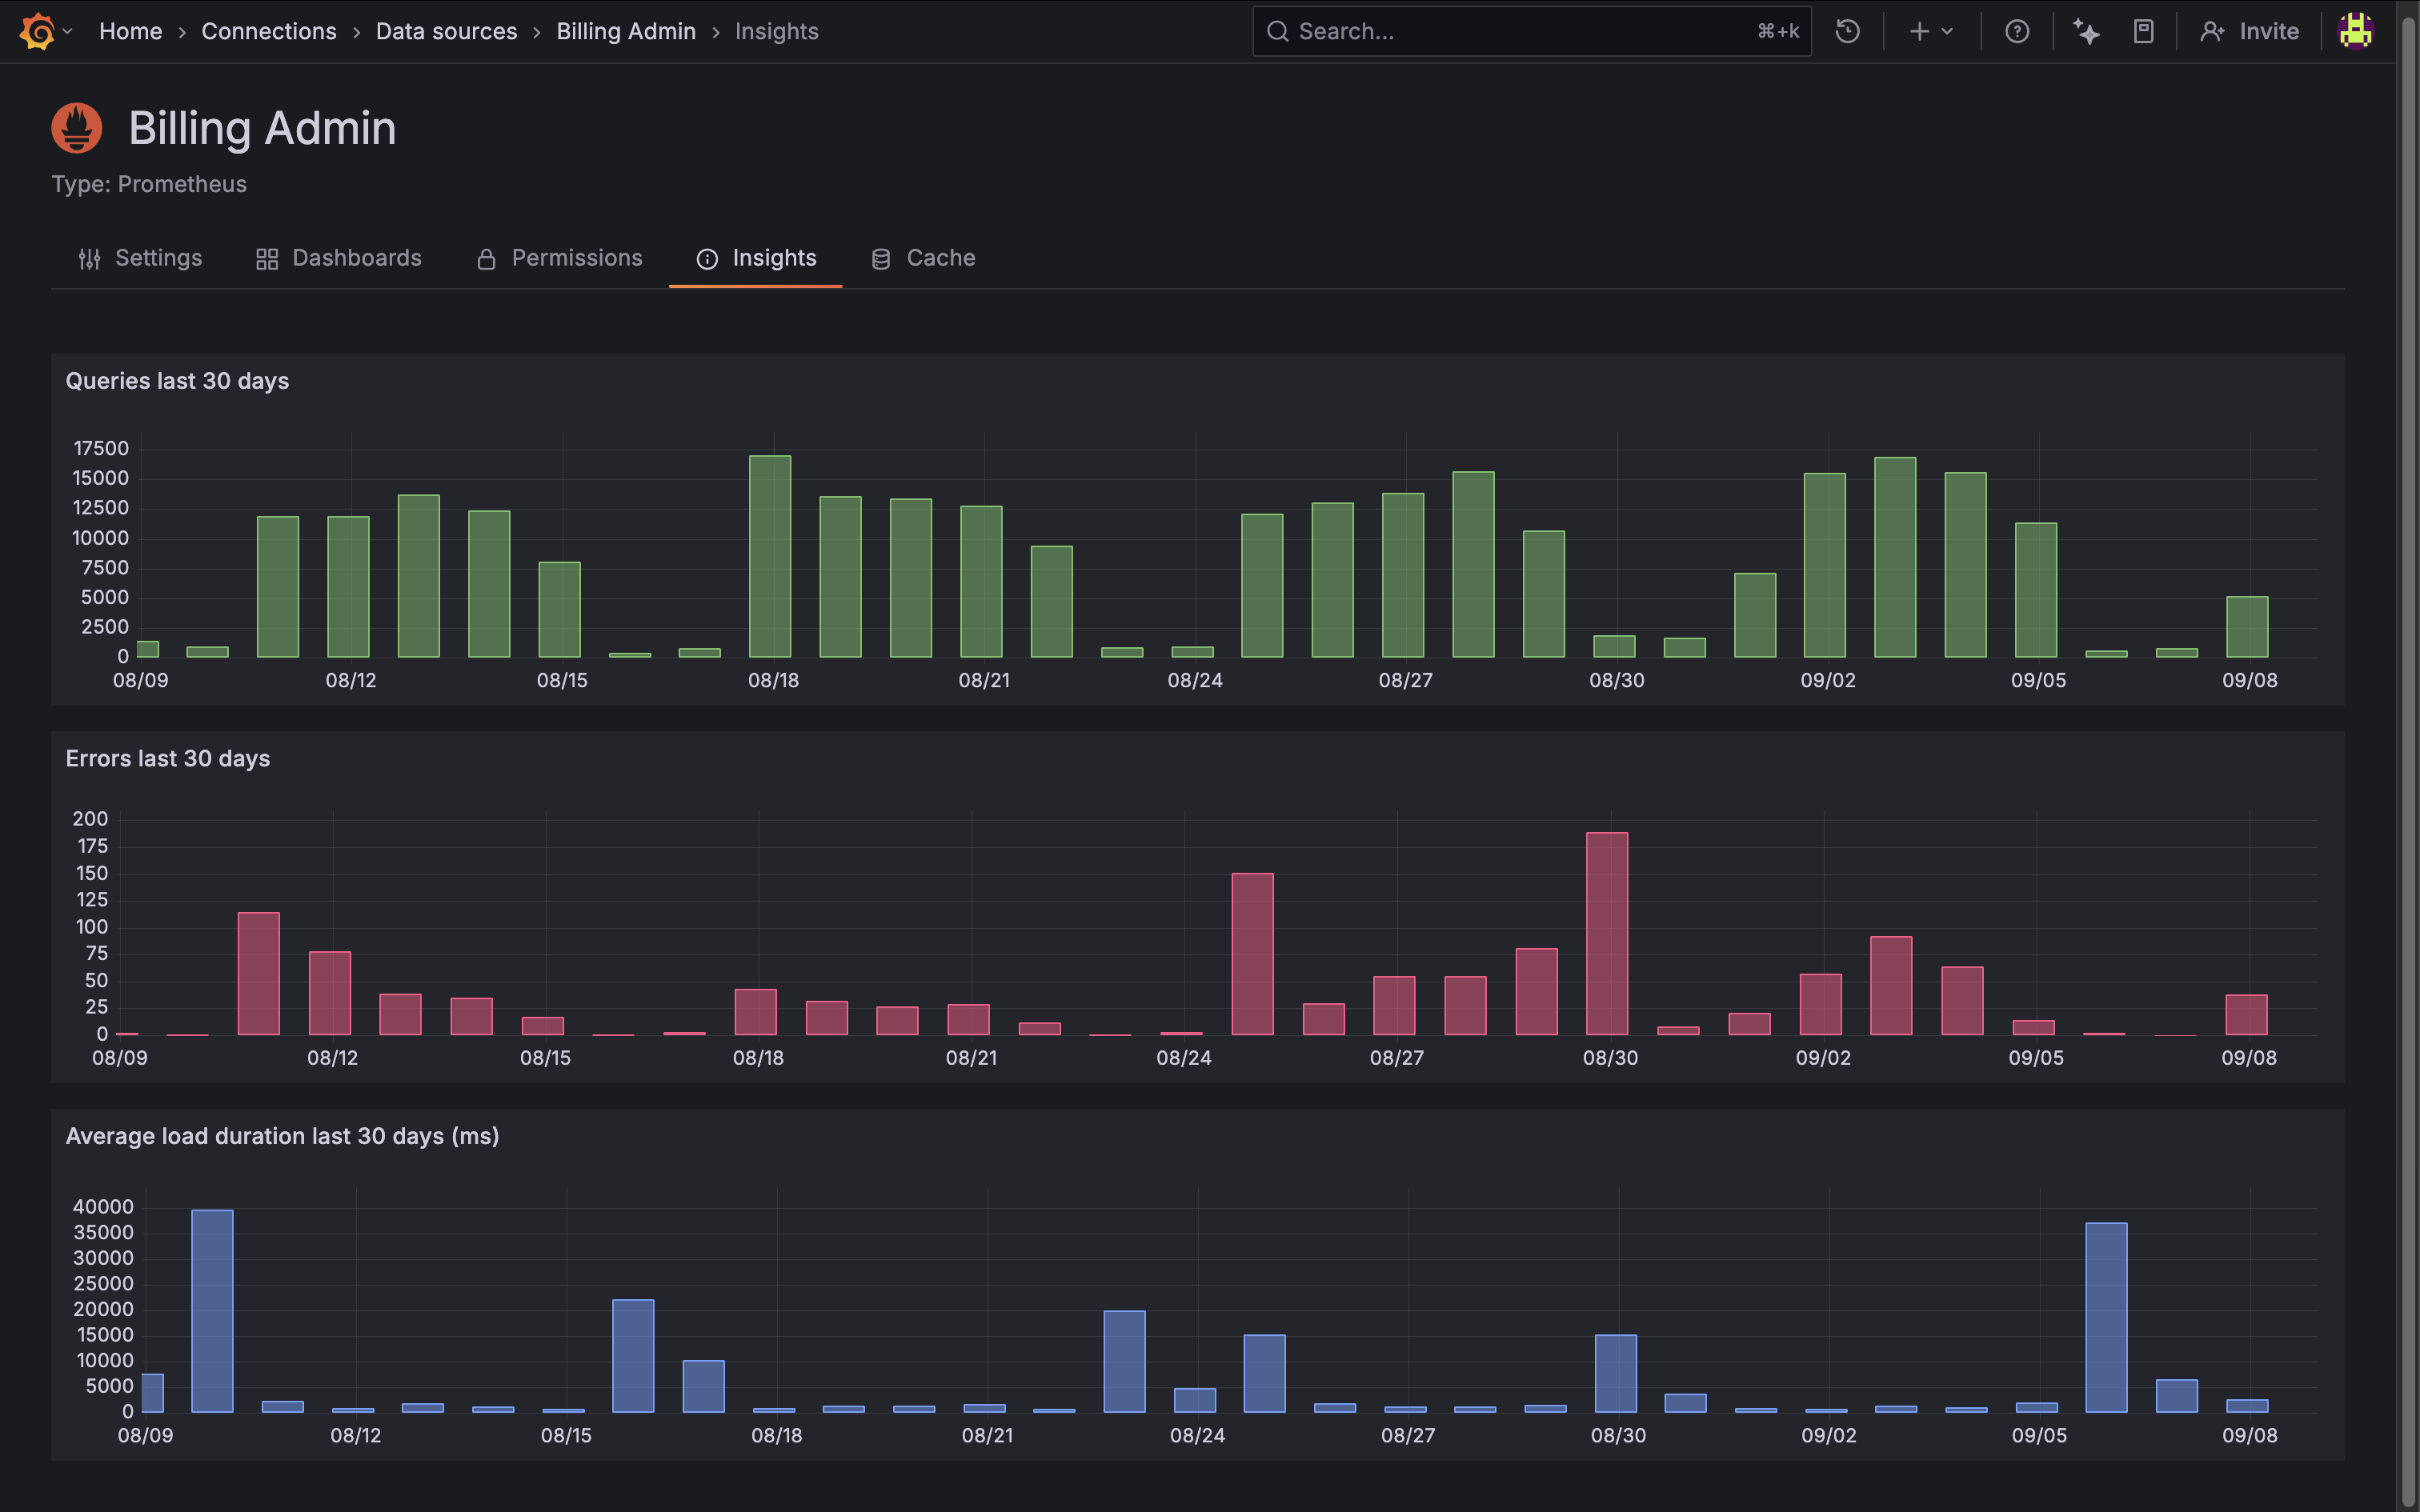 Home › Connections › Data sources › Billing Admin › Insights
Search... ⌘+k
Invite
Billing Admin
Type: Prometheus
Settings Dashboards Permissions Insights Cache
Queries last 30 days
17500
15000
12500
10000
7500
5000
2500
0
08/09 08/12 08/15 08/18 08/21 08/24 08/27 08/30 09/02 09/05 09/08
Errors last 30 days
200
175
150
125
100
75
50
25
0
08/09 08/12 08/15 08/18 08/21 08/24 08/27 08/30 09/02 09/05 09/08
Average load duration last 30 days (ms)
40000
35000
30000
25000
20000
15000
10000
5000
0
08/09 08/12 08/15 08/18 08/21 08/24 08/27 08/30 09/02 09/05 09/08